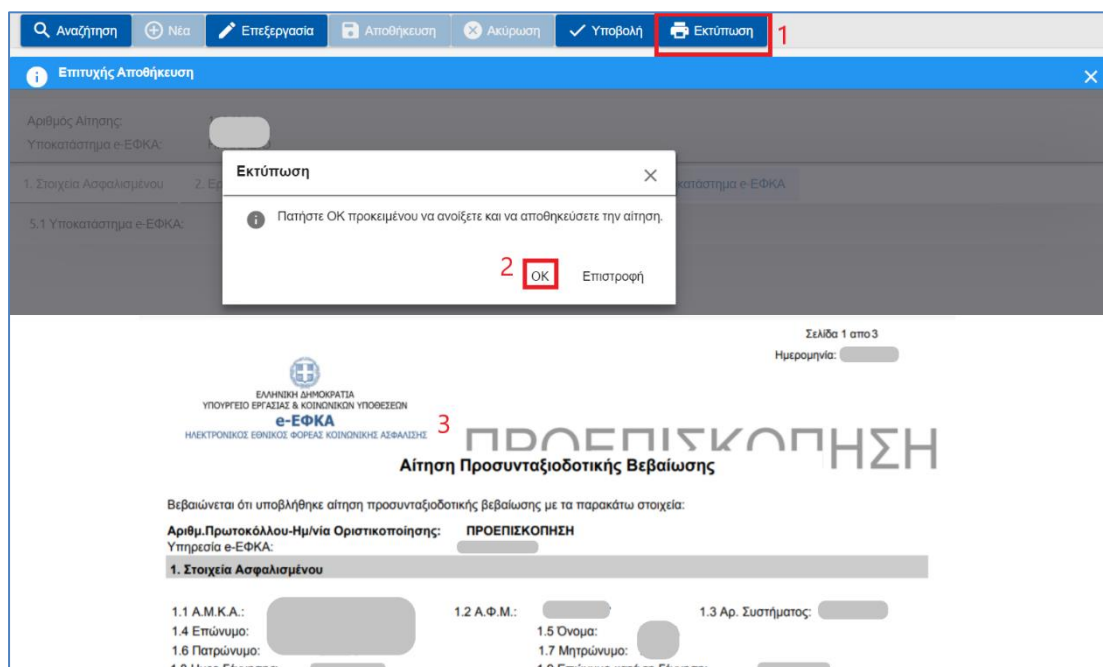 Αναζήτηση Νέα Επεξεργασία Αποθήκευση Ακύρωση Υποβολή Εκτύπωση 1
Επιτυχής Αποθήκευση
Αριθμός Αίτησης:
Υποκατάστημα e-ΕΦΚΑ:
1. Στοιχεία Ασφαλισμένου 2. Ερ κατάστημα e-ΕΦΚΑ
5.1 Υποκατάστημα e-ΕΦΚΑ:
Εκτύπωση
Πατήστε OK προκειμένου να ανοίξετε και να αποθηκεύσετε την αίτηση.
2 OK Επιστροφή
Σελίδα 1 απο 3
Ημερομηνία:
ΕΛΛΗΝΙΚΗ ΔΗΜΟΚΡΑΤΙΑ
ΥΠΟΥΡΓΕΙΟ ΕΡΓΑΣΙΑΣ & ΚΟΙΝΩΝΙΚΩΝ ΥΠΟΘΕΣΕΩΝ
e-ΕΦΚΑ
ΗΛΕΚΤΡΟΝΙΚΟΣ ΕΘΝΙΚΟΣ ΦΟΡΕΑΣ ΚΟΙΝΩΝΙΚΗΣ ΑΣΦΑΛΙΣΗΣ
3
ΠΡΟΕΠΙΣΚΟΠΗΣΗ
Αίτηση Προσυνταξιοδοτικής Βεβαίωσης
Βεβαιώνεται ότι υποβλήθηκε αίτηση προσυνταξιοδοτικής βεβαίωσης με τα παρακάτω στοιχεία:
Αριθμ.Πρωτοκόλλου-Ημ/νία Οριστικοποίησης: ΠΡΟΕΠΙΣΚΟΠΗΣΗ
Υπηρεσία e-ΕΦΚΑ:
1. Στοιχεία Ασφαλισμένου
1.1 Α.Μ.Κ.Α.: 1.2 Α.Φ.Μ.: 1.3 Αρ. Συστήματος:
1.4 Επώνυμο: 1.5 Όνομα:
1.6 Πατρώνυμο: 1.7 Μητρώνυμο: